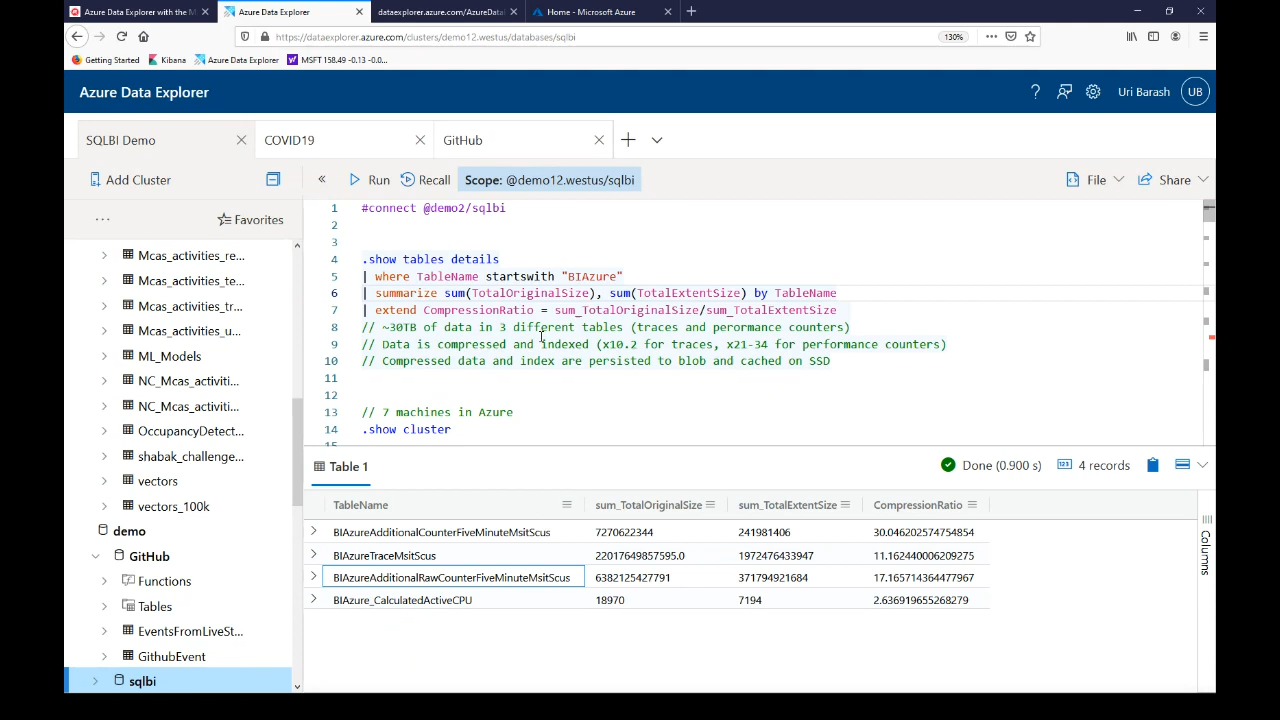 Azure Data Explorer with the M
Azure Data Explorer
dataexplorer.azure.com/AzureData
Home - Microsoft Azure
https://dataexplorer.azure.com/clusters/demo12.westus/databases/sqlbi
130%
Getting Started
Kibana
Azure Data Explorer
MSFT 158.49 -0.13 -0.0...
Azure Data Explorer
Uri Barash
UB
SQLBI Demo
COVID19
GitHub
Add Cluster
Run
Recall
Scope: @demo12.westus/sqlbi
File
Share
Favorites
Mcas_activities_re...
Mcas_activities_te...
Mcas_activities_tr...
Mcas_activities_u...
ML_Models
NC_Mcas_activiti...
NC_Mcas_activiti...
OccupancyDetect...
shabak_challenge...
vectors
vectors_100k
demo
GitHub
Functions
Tables
EventsFromLiveSt...
GithubEvent
sqlbi
1 #connect @demo2/sqlbi
2
3
4 .show tables details
5 | where TableName startswith "BIAzure"
6 | summarize sum(TotalOriginalSize), sum(TotalExtentSize) by TableName
7 | extend CompressionRatio = sum_TotalOriginalSize/sum_TotalExtentSize
8 // ~30TB of data in 3 different tables (traces and perormance counters)
9 // Data is compressed and indexed (x10.2 for traces, x21-34 for performance counters)
10 // Compressed data and index are persisted to blob and cached on SSD
11
12
13 // 7 machines in Azure
14 .show cluster
15
Table 1
Done (0.900 s)
4 records
TableName sum_TotalOriginalSize sum_TotalExtentSize CompressionRatio
BIAzureAdditionalCounterFiveMinuteMsitScus 7270622344 241981406 30.046202574754854
BIAzureTraceMsitScus 22017649857595.0 1972476433947 11.162440006209275
BIAzureAdditionalRawCounterFiveMinuteMsitScus 6382125427791 371794921684 17.165714364477967
BIAzure_CalculatedActiveCPU 18970 7194 2.636919655268279
Columns